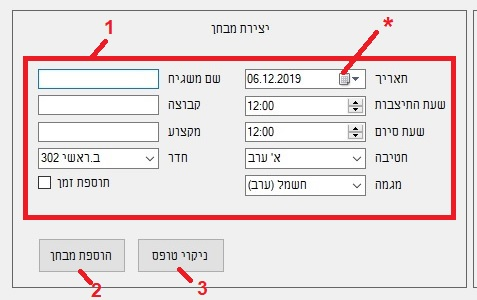 יצירת מבחן
1
*
תאריך 06.12.2019 שם משגיח
שעת התיצבות 12:00 קבוצה
שעת סיום 12:00 מקצוע
חטיבה א' ערב חדר ב.ראשי 302
מגמה חשמל (ערב) תוספת זמן
ניקוי טופס הוספת מבחן
3 2